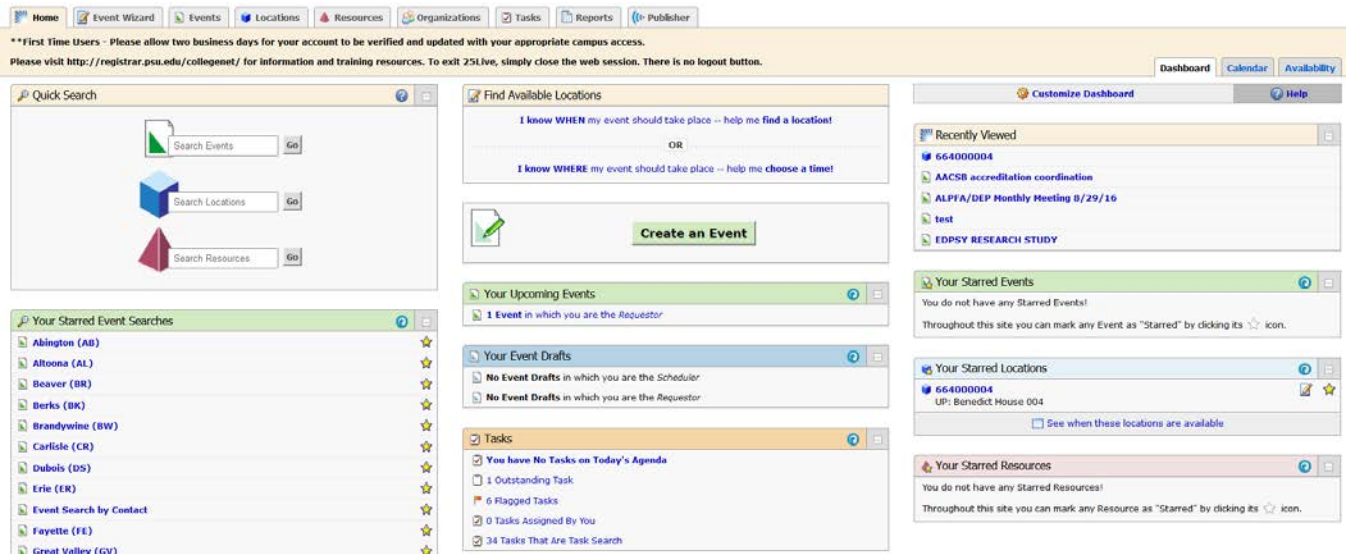 Home
Event Wizard
Events
Locations
Resources
Organizations
Tasks
Reports
Publisher
**First Time Users - Please allow two business days for your account to be verified and updated with your appropriate campus access.
Please visit http://registrar.psu.edu/collegenet/ for information and training resources. To exit 25Live, simply close the web session. There is no logout button.
Dashboard
Calendar
Availability
Quick Search
Search Events
Go
Search Locations
Go
Search Resources
Go
Your Starred Event Searches
Abington (AB)
Altoona (AL)
Beaver (BR)
Berks (BK)
Brandywine (BW)
Carlisle (CR)
Dubois (DS)
Erie (ER)
Event Search by Contact
Fayette (FE)
Great Valley (GV)
Find Available Locations
I know WHEN my event should take place -- help me find a location!
OR
I know WHERE my event should take place -- help me choose a time!
Create an Event
Your Upcoming Events
1 Event in which you are the Requestor
Your Event Drafts
No Event Drafts in which you are the Scheduler
No Event Drafts in which you are the Requestor
Tasks
You have No Tasks on Today's Agenda
1 Outstanding Task
6 Flagged Tasks
0 Tasks Assigned By You
34 Tasks That Are Task Search
Customize Dashboard
Help
Recently Viewed
664000004
AACSB accreditation coordination
ALPFA/DEP Monthly Meeting 8/29/16
test
EDPSY RESEARCH STUDY
Your Starred Events
You do not have any Starred Events!
Throughout this site you can mark any Event as "Starred" by clicking its icon.
Your Starred Locations
664000004
UP: Benedict House 004
See when these locations are available
Your Starred Resources
You do not have any Starred Resources!
Throughout this site you can mark any Resource as "Starred" by clicking its icon.